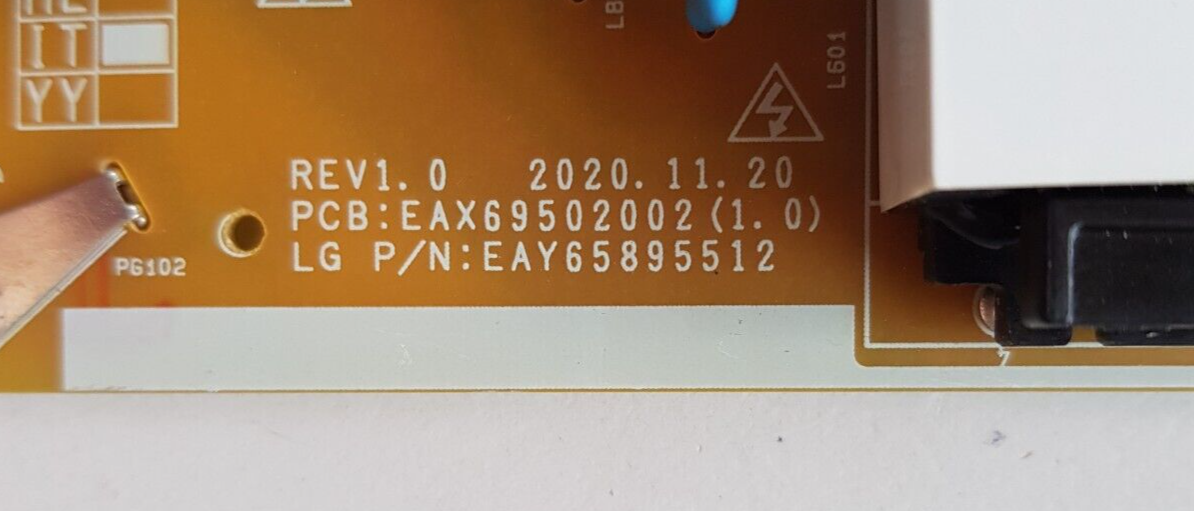 IT
YY
L601
REV1.0 2020.11.20
PCB:EAX69502002(1.0)
LG P/N:EAY65895512
PG102